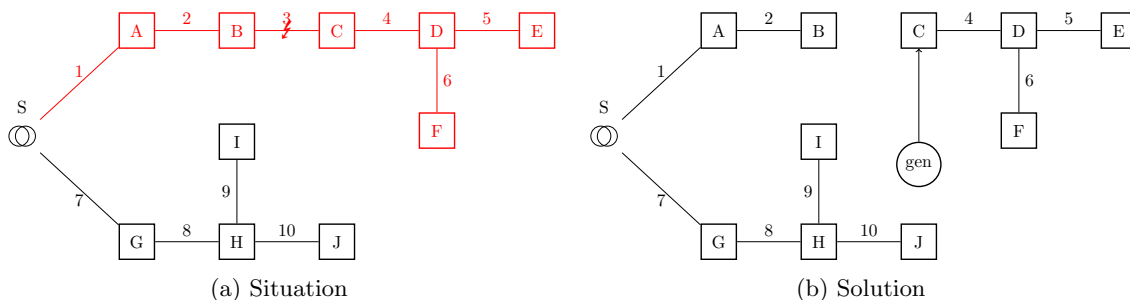 A 2 B 3 C 4 D 5 E
1
6
S
F
I
7
9
G 8 H 10 J
(a) Situation
A 2 B C 4 D 5 E
1
6
S
F
I
gen
7
9
G 8 H 10 J
(b) Solution